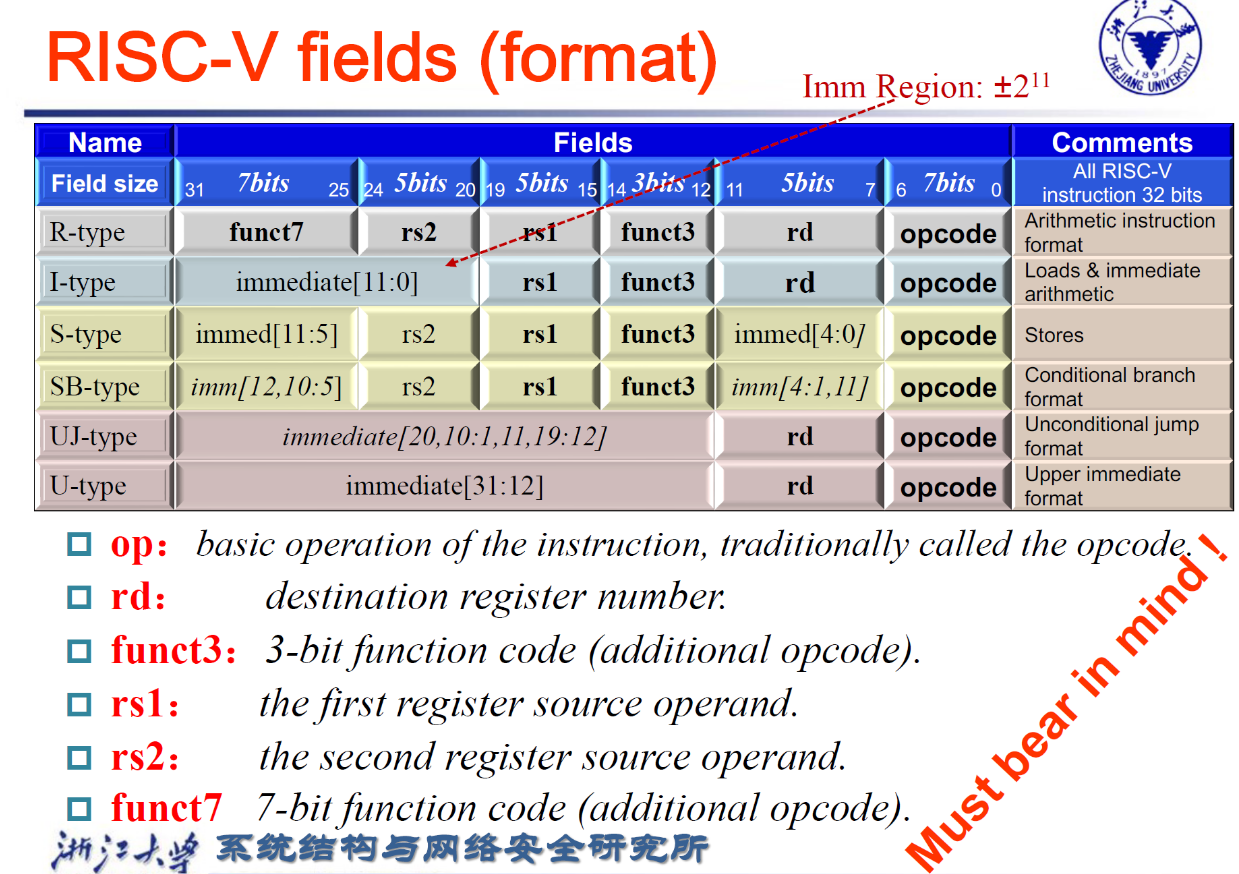 RISC-V fields (format)
浙江大学
1897
ZHEJIANG UNIVERSITY
Imm Region: ±2¹¹
Name Fields Comments
Field size 31 7bits 25 24 5bits 20 19 5bits 15 14 3bits 12 11 5bits 7 6 7bits 0 All RISC-V
instruction 32 bits
R-type funct7 rs2 rs1 funct3 rd opcode Arithmetic instruction
format
I-type immediate[11:0] rs1 funct3 rd opcode Loads & immediate
arithmetic
S-type immed[11:5] rs2 rs1 funct3 immed[4:0] opcode Stores
SB-type imm[12,10:5] rs2 rs1 funct3 imm[4:1,11] opcode Conditional branch
format
UJ-type immediate[20,10:1,11,19:12] rd opcode Unconditional jump
format
U-type immediate[31:12] rd opcode Upper immediate
format
op： basic operation of the instruction, traditionally called the opcode.
rd： destination register number.
funct3： 3-bit function code (additional opcode).
rs1： the first register source operand.
rs2： the second register source operand.
funct7 7-bit function code (additional opcode).
Must bear in mind !
浙江大学 系统结构与网络安全研究所